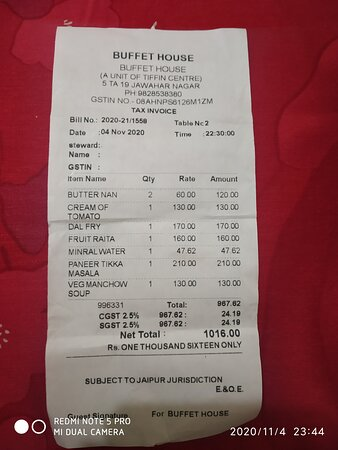 BUFFET HOUSE
BUFFET HOUSE
(A UNIT OF TIFFIN CENTRE)
5 TA 19 JAWAHAR NAGAR
PH.9828538380
GSTIN NO.- 08AHNPS6126M1ZM
TAX INVOICE
Bill No.: 2020-21/1558 Table No: 2
Date : 04 Nov 2020 Time : 22:30:00
steward:
Name :
GSTIN :
Item Name Qty Rate Amount
BUTTER NAN 2 60.00 120.00
CREAM OF 1 130.00 130.00
TOMATO
DAL FRY 1 170.00 170.00
FRUIT RAITA 1 160.00 160.00
MINRAL WATER 1 47.62 47.62
PANEER TIKKA 1 210.00 210.00
MASALA
VEG MANCHOW 1 130.00 130.00
SOUP
996331 Total: 967.62
CGST 2.5% 967.62 : 24.19
SGST 2.5% 967.62 : 24.19
Net Total : 1016.00
Rs. ONE THOUSAND SIXTEEN ONLY
SUBJECT TO JAIPUR JURISDICTION
E.& O. E.
Guest Signature For BUFFET HOUSE
REDMI NOTE 5 PRO
MI DUAL CAMERA
2020/11/4 23:44